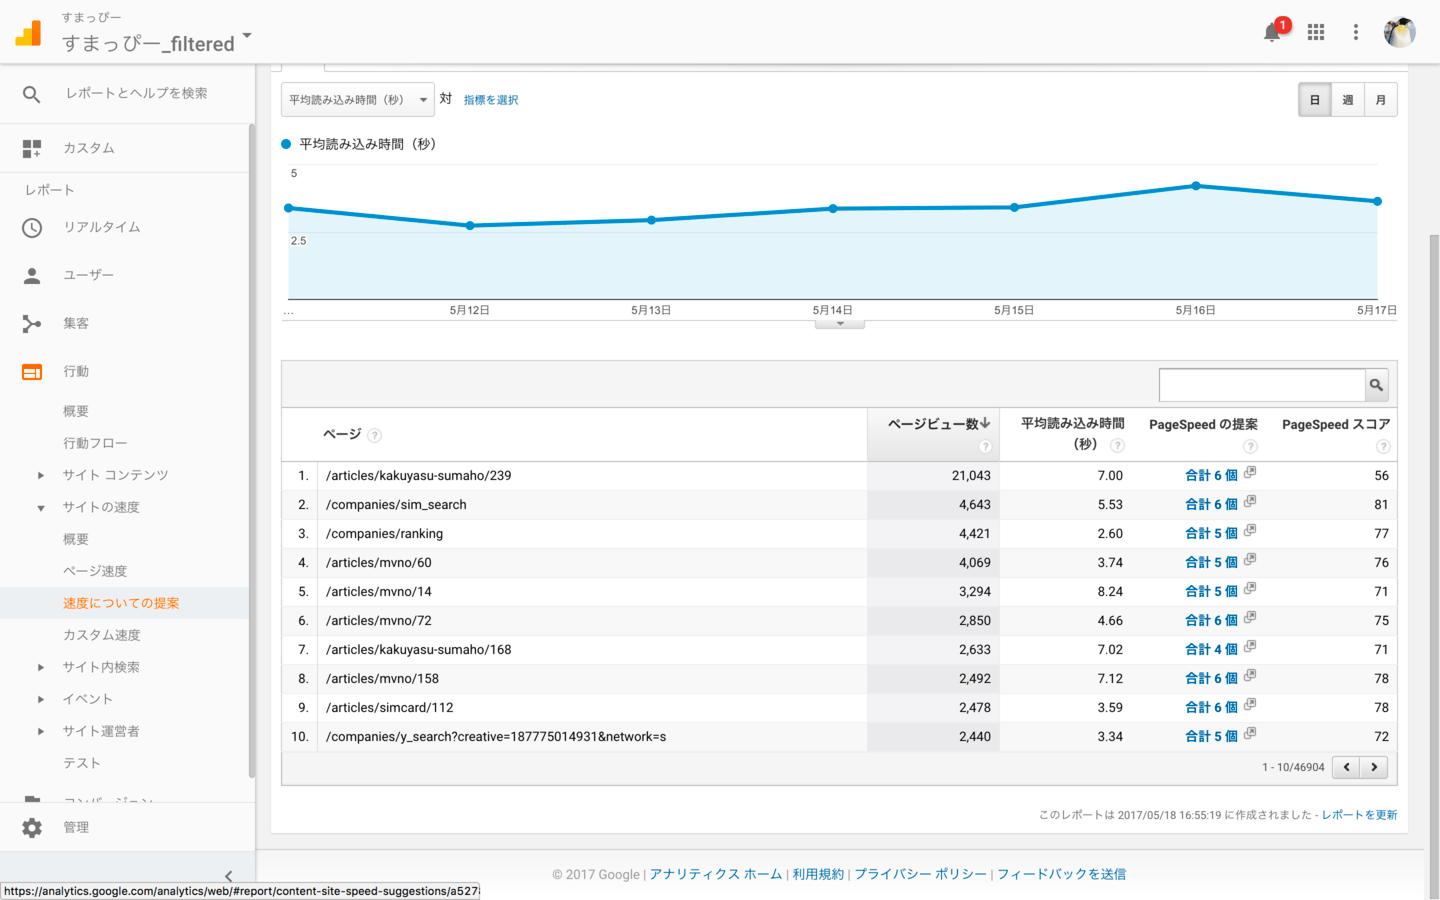 すまっぴー
すまっぴー_filtered
1
レポートとヘルプを検索
カスタム
レポート
リアルタイム
ユーザー
集客
行動
概要
行動フロー
サイト コンテンツ
サイトの速度
概要
ページ速度
速度についての提案
カスタム速度
サイト内検索
イベント
サイト運営者
テスト
コンバージョン
管理
平均読み込み時間（秒） 対 指標を選択
日 週 月
平均読み込み時間（秒）
5
2.5
... 5月12日 5月13日 5月14日 5月15日 5月16日 5月17日
ページ ? ページビュー数 ? 平均読み込み時間（秒） ? PageSpeed の提案 ? PageSpeed スコア ?
1. /articles/kakuyasu-sumaho/239 21,043 7.00 合計 6 個 56
2. /companies/sim_search 4,643 5.53 合計 6 個 81
3. /companies/ranking 4,421 2.60 合計 5 個 77
4. /articles/mvno/60 4,069 3.74 合計 5 個 76
5. /articles/mvno/14 3,294 8.24 合計 5 個 71
6. /articles/mvno/72 2,850 4.66 合計 6 個 75
7. /articles/kakuyasu-sumaho/168 2,633 7.02 合計 4 個 71
8. /articles/mvno/158 2,492 7.12 合計 6 個 78
9. /articles/simcard/112 2,478 3.59 合計 6 個 78
10. /companies/y_search?creative=187775014931&network=s 2,440 3.34 合計 5 個 72
1 - 10/46904
このレポートは 2017/05/18 16:55:19 に作成されました - レポートを更新
© 2017 Google | アナリティクス ホーム | 利用規約 | プライバシー ポリシー | フィードバックを送信
https://analytics.google.com/analytics/web/#report/content-site-speed-suggestions/a527